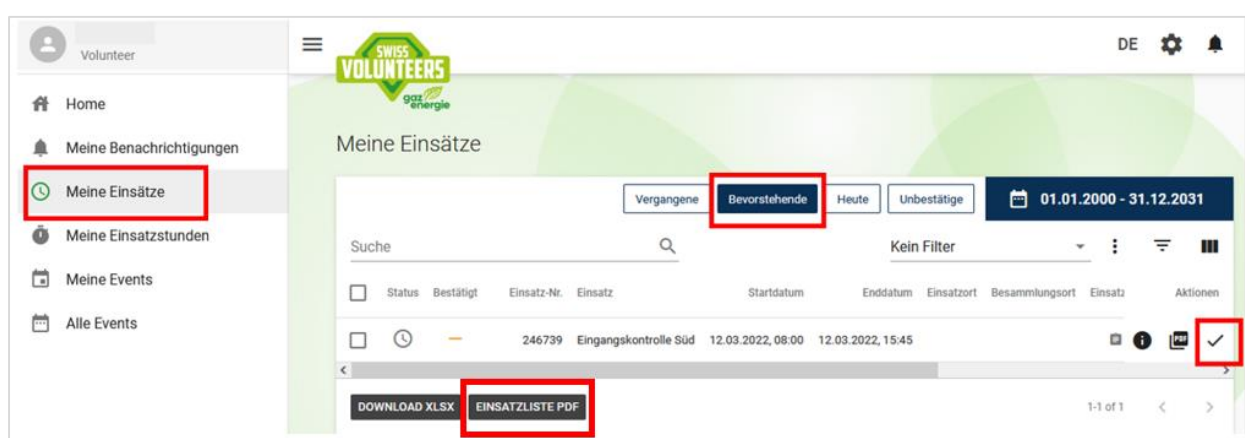 Volunteer
DE
SWISS
VOLUNTEERS
gaz
energie
Home
Meine Benachrichtigungen
Meine Einsätze
Meine Einsatzstunden
Meine Events
Alle Events
Meine Einsätze
Vergangene Bevorstehende Heute Unbestätige 01.01.2000 - 31.12.2031
Suche Kein Filter
Status Bestätigt Einsatz-Nr. Einsatz Startdatum Enddatum Einsatzort Besammlungsort Einsatz Aktionen
246739 Eingangskontrolle Süd 12.03.2022, 08:00 12.03.2022, 15:45 PDF
DOWNLOAD XLSX EINSATZLISTE PDF 1-1 of 1